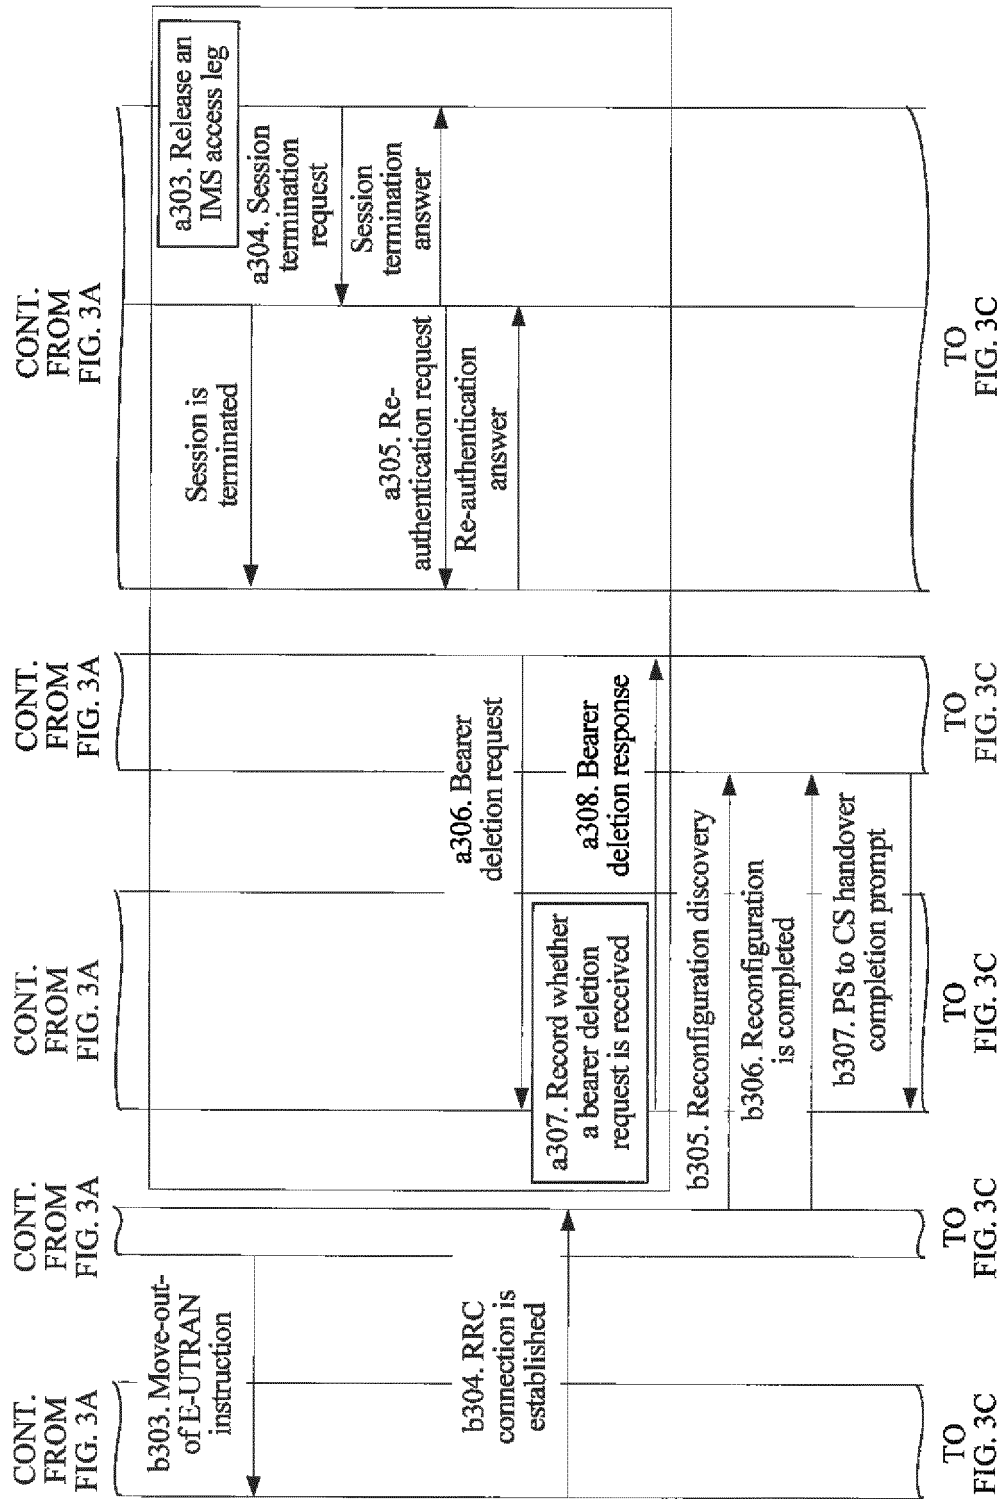 CONT.
FROM
FIG. 3A
CONT.
FROM
FIG. 3A
CONT.
FROM
FIG. 3A
CONT.
FROM
FIG. 3A
CONT.
FROM
FIG. 3A
a303. Release an
IMS access leg
b303. Move-out-
of E-UTRAN
instruction
Session is
terminated
a304. Session
termination
request
Session
termination
answer
a305. Re-
authentication request
Re-authentication
answer
a306. Bearer
deletion request
b304. RRC
connection is
established
a307. Record whether
a bearer deletion
request is received
a308. Bearer
deletion response
b305. Reconfiguration discovery
b306. Reconfiguration
is completed
b307. PS to CS handover
completion prompt
TO
FIG. 3C
TO
FIG. 3C
TO
FIG. 3C
TO
FIG. 3C
TO
FIG. 3C